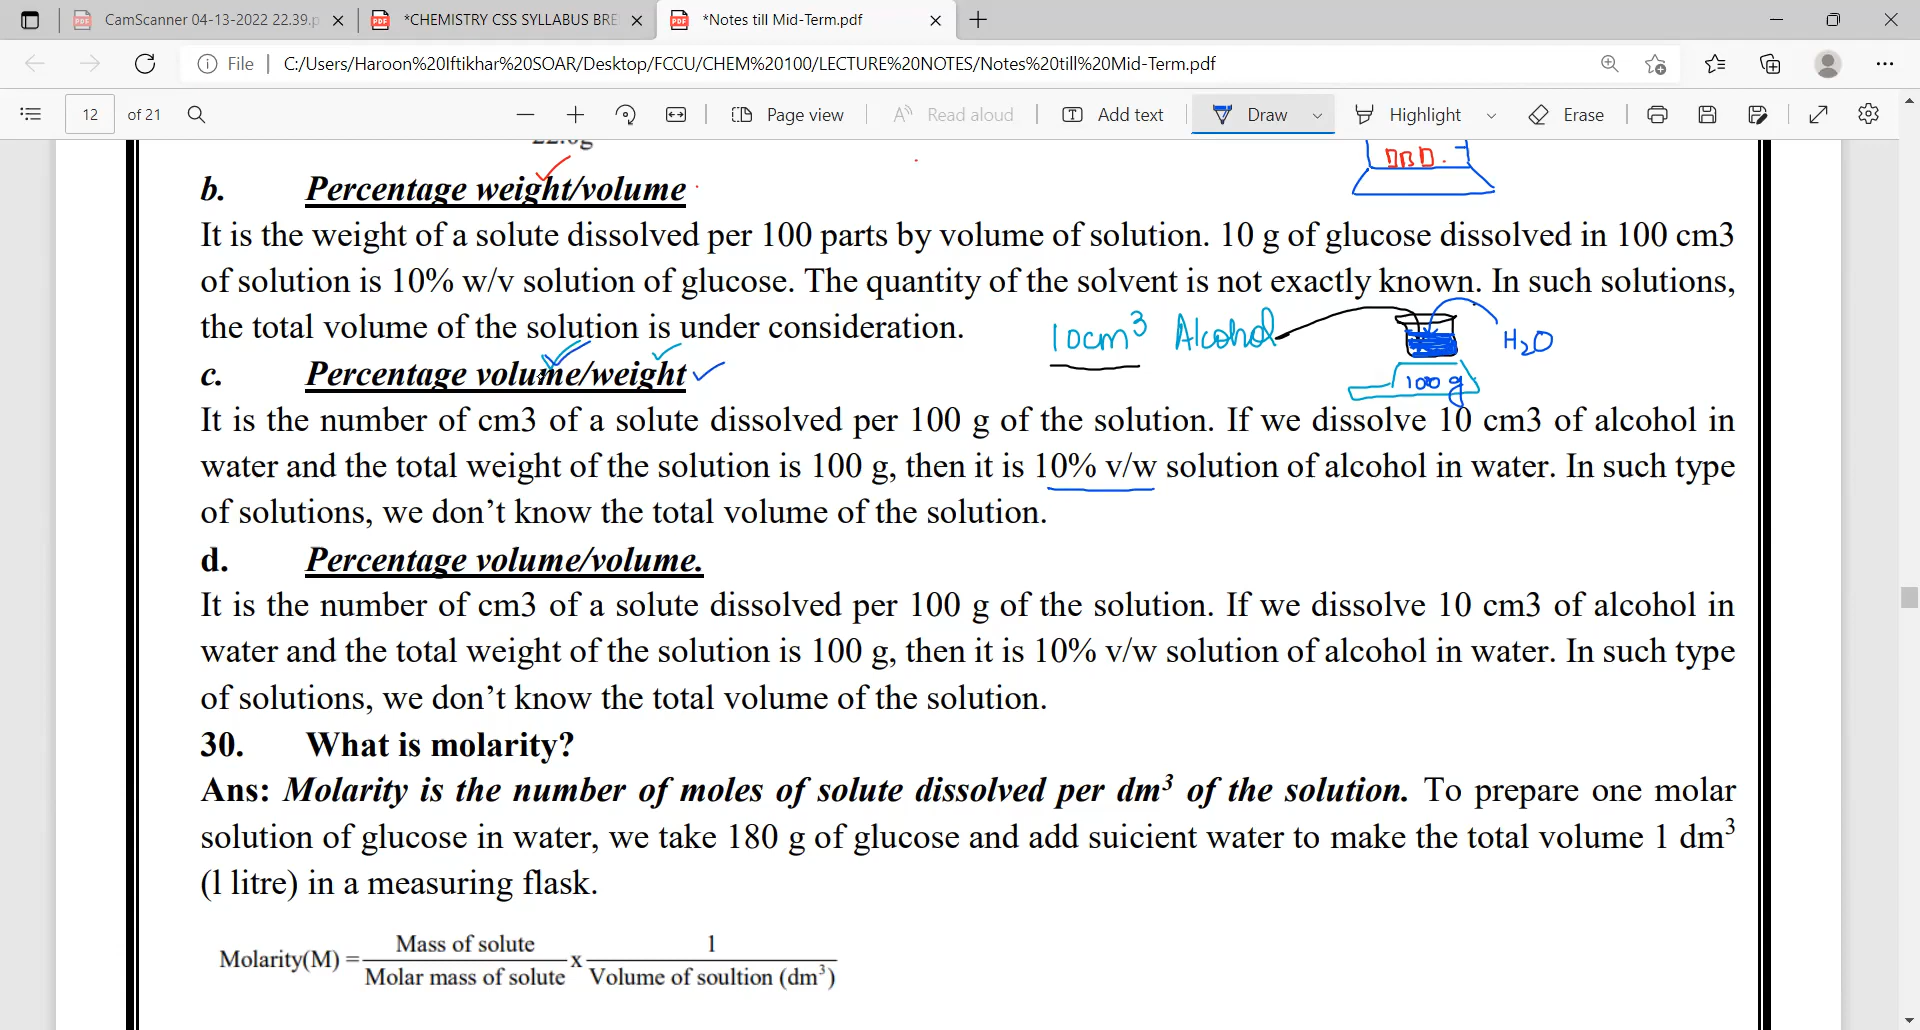 CamScanner 04-13-2022 22.39.p
*CHEMISTRY CSS SYLLABUS BRE
*Notes till Mid-Term.pdf
File
C:/Users/Haroon%20Iftikhar%20SOAR/Desktop/FCCU/CHEM%20100/LECTURE%20NOTES/Notes%20till%20Mid-Term.pdf
12 of 21
Page view
Read aloud
Add text
Draw
Highlight
Erase
b. Percentage weight/volume
It is the weight of a solute dissolved per 100 parts by volume of solution. 10 g of glucose dissolved in 100 cm3
of solution is 10% w/v solution of glucose. The quantity of the solvent is not exactly known. In such solutions,
the total volume of the solution is under consideration.
10cm³ Alcohol
H₂O
100 g
c. Percentage volume/weight
It is the number of cm3 of a solute dissolved per 100 g of the solution. If we dissolve 10 cm3 of alcohol in
water and the total weight of the solution is 100 g, then it is 10% v/w solution of alcohol in water. In such type
of solutions, we don’t know the total volume of the solution.
d. Percentage volume/volume.
It is the number of cm3 of a solute dissolved per 100 g of the solution. If we dissolve 10 cm3 of alcohol in
water and the total weight of the solution is 100 g, then it is 10% v/w solution of alcohol in water. In such type
of solutions, we don’t know the total volume of the solution.
30. What is molarity?
Ans: Molarity is the number of moles of solute dissolved per dm³ of the solution. To prepare one molar
solution of glucose in water, we take 180 g of glucose and add suicient water to make the total volume 1 dm³
(l litre) in a measuring flask.
Molarity(M) = Mass of solute / Molar mass of solute x 1 / Volume of soultion (dm³)